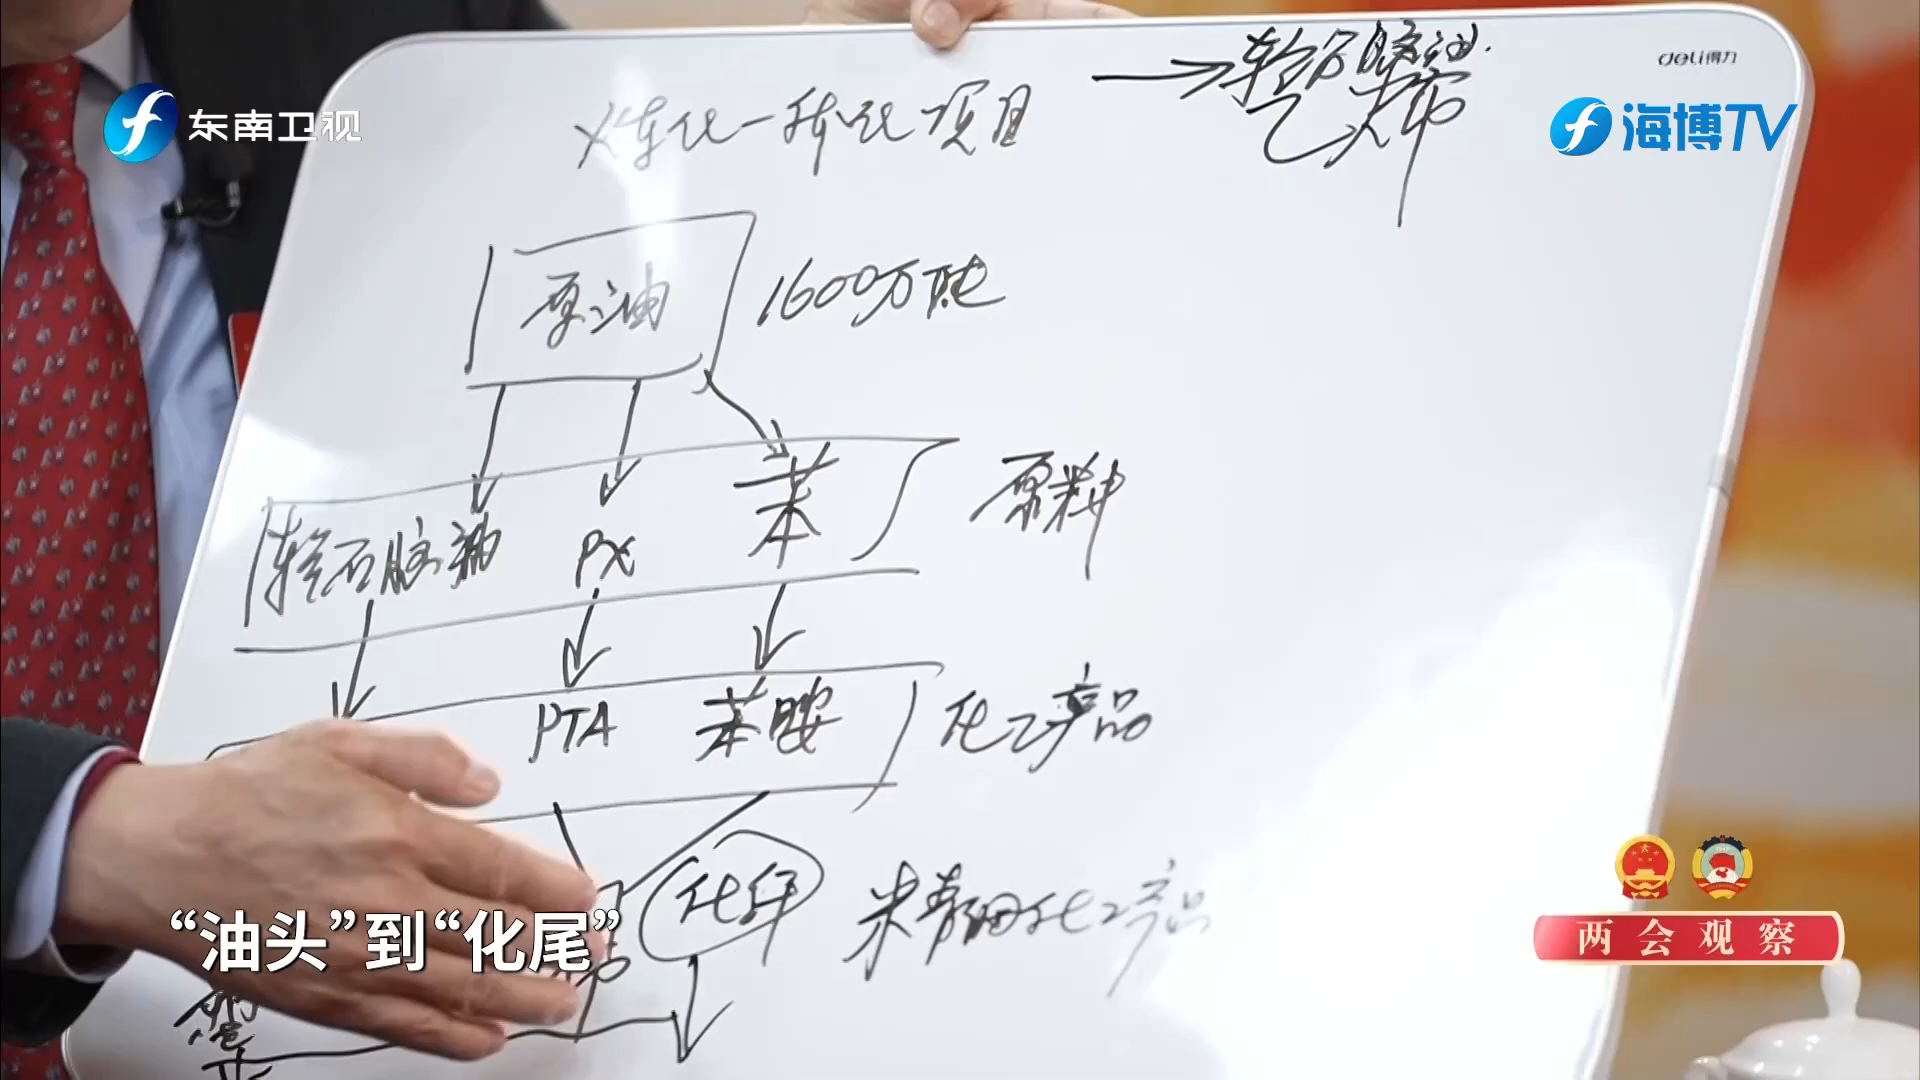 东南卫视
deli得力
海博TV
→轻石脑油
乙烯
炼化一体化项目
原油 1600万吨
轻石脑油 PX 苯 原料
PTA 苯胺 化工产品
化纤 精细化工产品
“油头”到“化尾”
两会观察